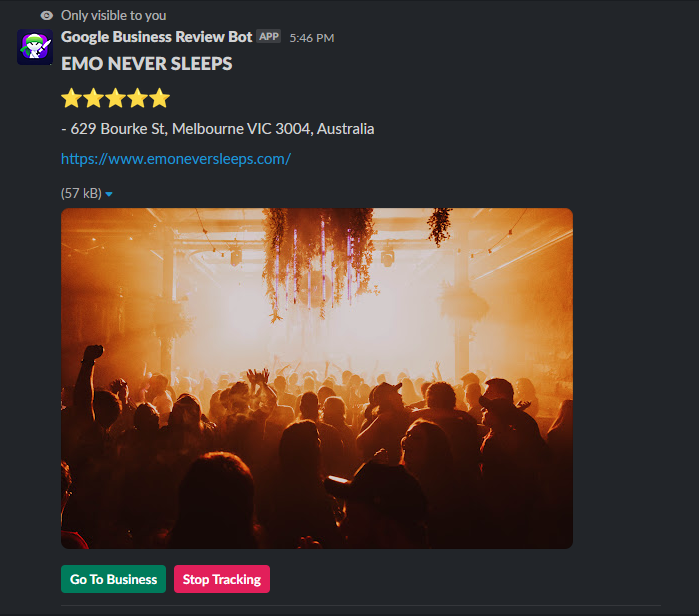 Only visible to you
Google Business Review Bot APP 5:46 PM
EMO NEVER SLEEPS
- 629 Bourke St, Melbourne VIC 3004, Australia
https://www.emoneversleeps.com/
(57 kB)
Go To Business Stop Tracking